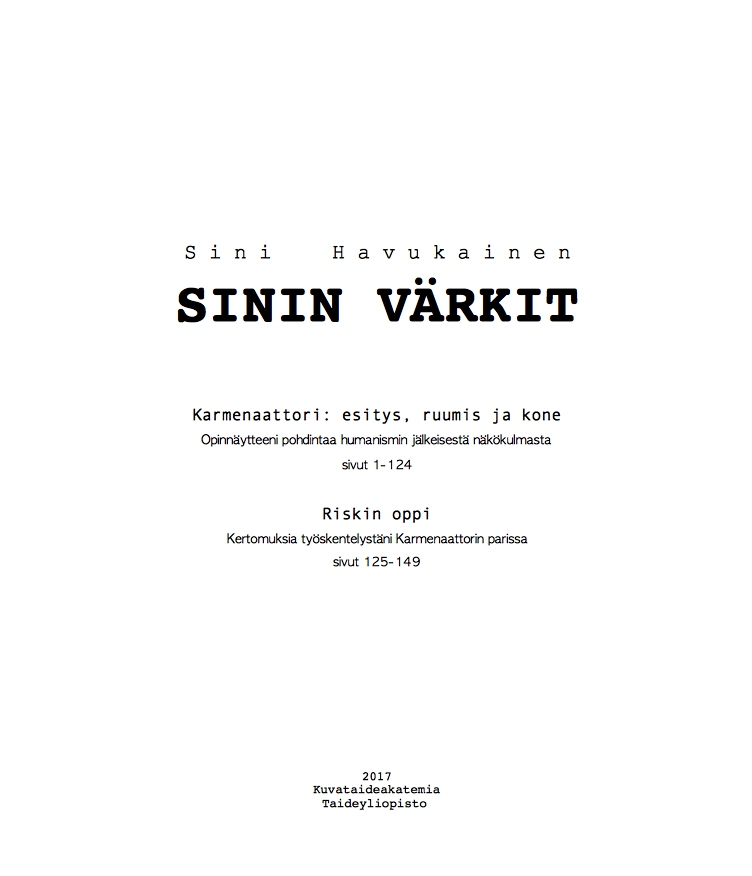 Sini Havukainen
SININ VÄRKIT
Karmenaattori: esitys, ruumis ja kone
Opinnäytteeni pohdintaa humanismin jälkeisestä näkökulmasta
sivut 1-124
Riskin oppi
Kertomuksia työskentelystäni Karmenaattorin parissa
sivut 125-149
2017
Kuvataideakatemia
Taideyliopisto